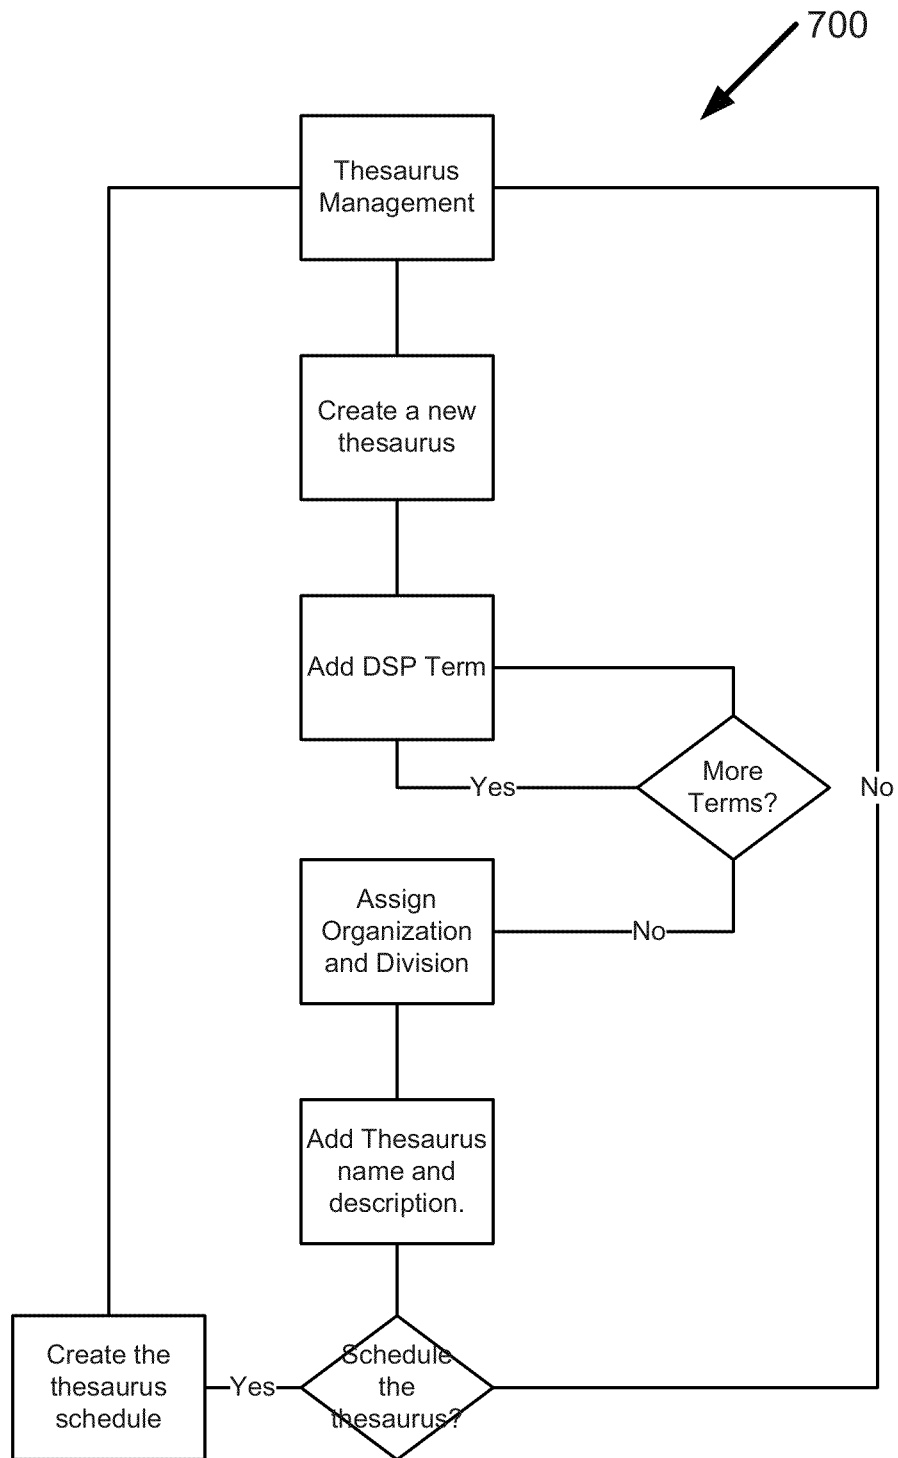 700
Thesaurus
Management
Create a new
thesaurus
Add DSP Term
More
Terms?
Yes
No
Assign
Organization
and Division
No
Add Thesaurus
name and
description.
Create the
thesaurus
schedule
Yes
Schedule
the
thesaurus?